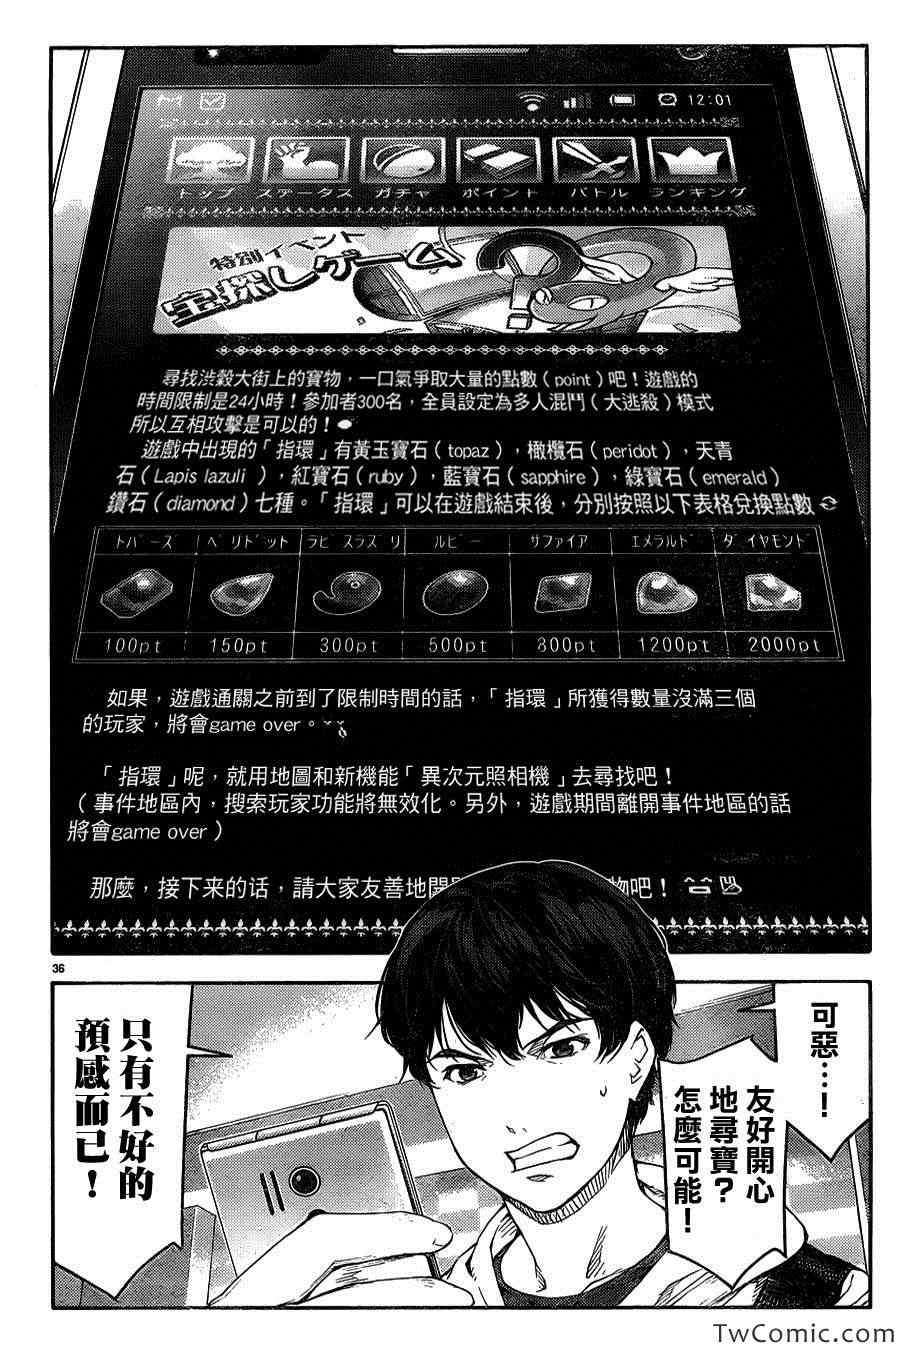 12:01
トップ ステータス ガチャ ポイント バトル ランキング
特別イベント
宝探しゲーム
尋找渋穀大街上的寶物，一口氣爭取大量的點數（point）吧！遊戲的
時間限制是24小時！參加者300名，全員設定為多人混鬥（大逃殺）模式
所以互相攻擊是可以的！
遊戲中出現的「指環」有黃玉寶石（topaz），橄欖石（peridot），天青
石（Lapis lazuli ），紅寶石（ruby），藍寶石（sapphire），綠寶石（emerald）
鑽石（diamond）七種。「指環」可以在遊戲結束後，分別按照以下表格兌換點數
トパーズ ペリドット ラピスラズリ ルビー サファイア エメラルド ダイヤモンド
100pt 150pt 300pt 500pt 800pt 1200pt 2000pt
如果，遊戲通關之前到了限制時間的話，「指環」所獲得數量沒滿三個
的玩家，將會game over。
「指環」呢，就用地圖和新機能「異次元照相機」去尋找吧！
（事件地區內，搜索玩家功能將無效化。另外，遊戲期間離開事件地區的話
將會game over）
那麼，接下来的话，請大家友善地開 物吧！
36
可惡…！
友好開心
地尋寶？
怎麼可能！
只有不好的
預感而已！
TwComic.com